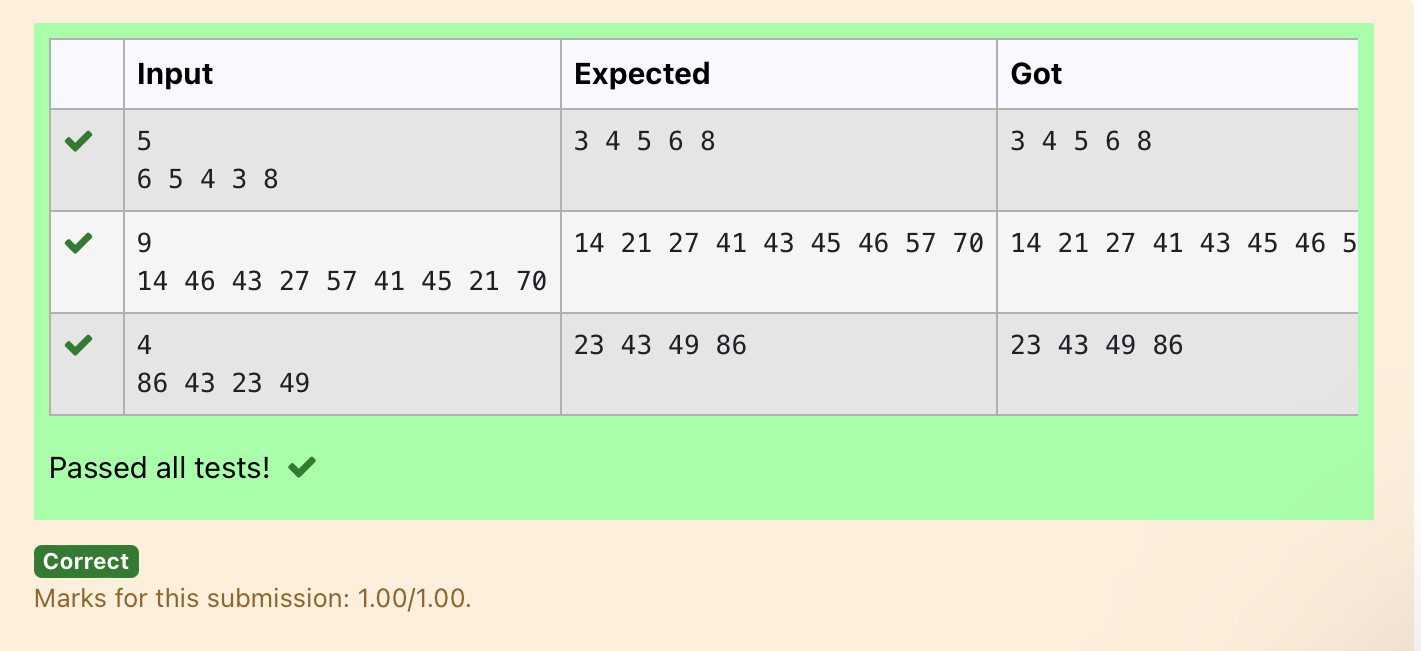 Input Expected Got
5 3 4 5 6 8 3 4 5 6 8
6 5 4 3 8
9 14 21 27 41 43 45 46 57 70 14 21 27 41 43 45 46 5
14 46 43 27 57 41 45 21 70
4 23 43 49 86 23 43 49 86
86 43 23 49
Passed all tests!
Correct
Marks for this submission: 1.00/1.00.